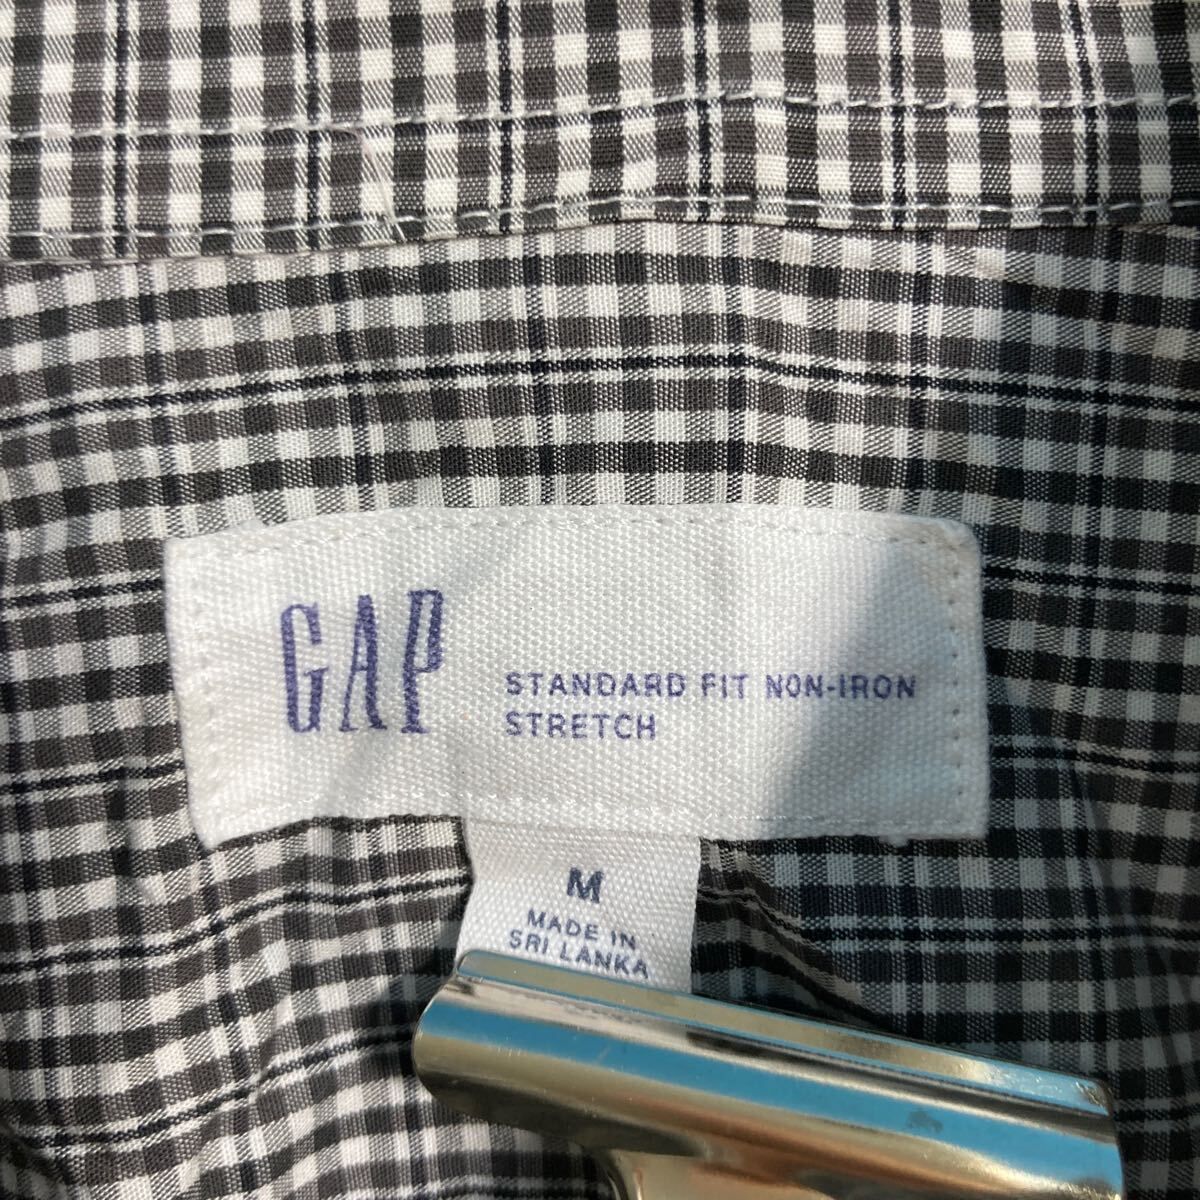 GAP
STANDARD FIT NON-IRON
STRETCH
M
MADE IN
SRI LANKA